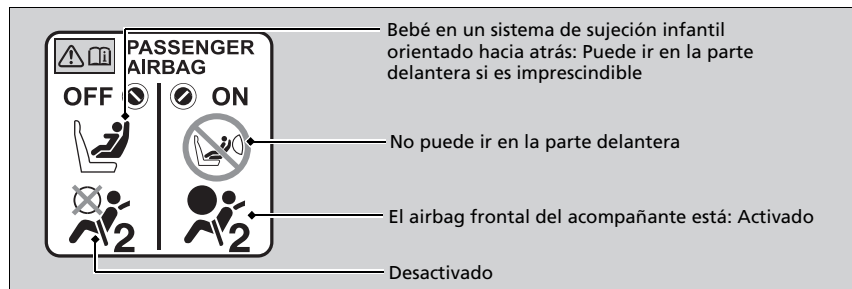 PASSENGER
AIRBAG
OFF
ON
2
2
Bebé en un sistema de sujeción infantil
orientado hacia atrás: Puede ir en la parte
delantera si es imprescindible
No puede ir en la parte delantera
El airbag frontal del acompañante está: Activado
Desactivado